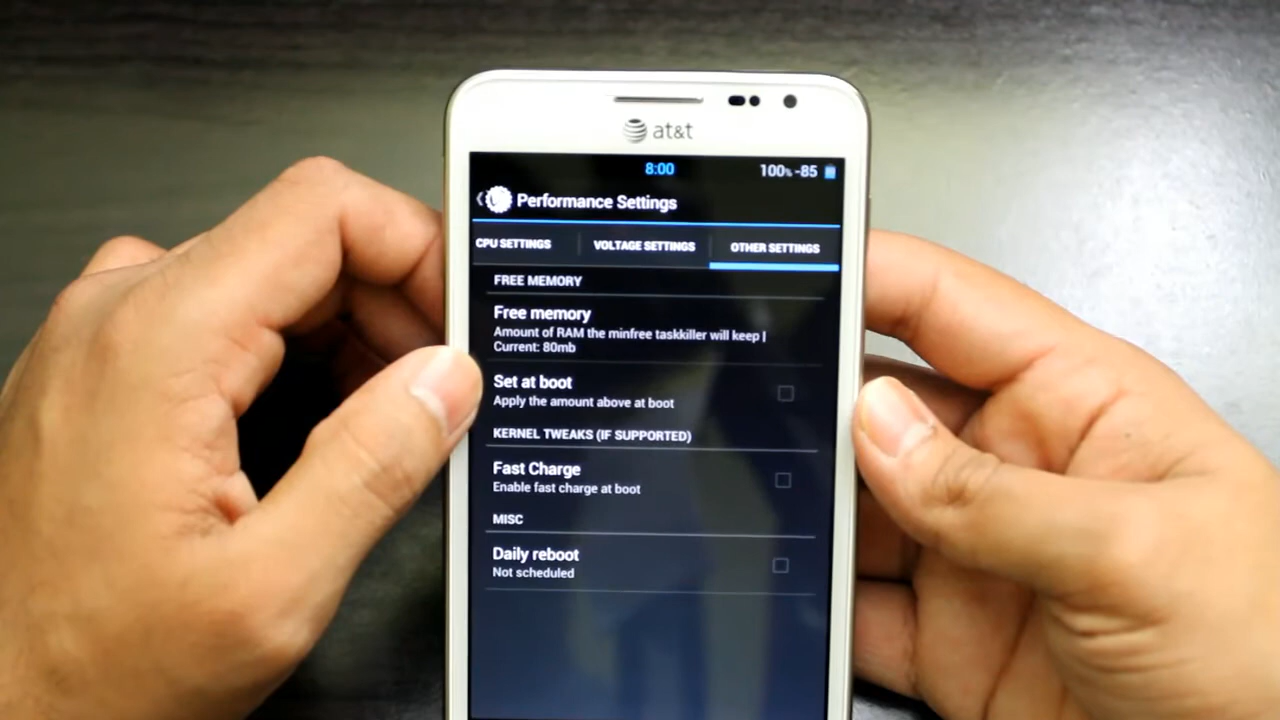 at&t
8:00
100% -85
Performance Settings
CPU SETTINGS
VOLTAGE SETTINGS
OTHER SETTINGS
FREE MEMORY
Free memory
Amount of RAM the minfree taskkiller will keep |
Current: 80mb
Set at boot
Apply the amount above at boot
KERNEL TWEAKS (IF SUPPORTED)
Fast Charge
Enable fast charge at boot
MISC
Daily reboot
Not scheduled